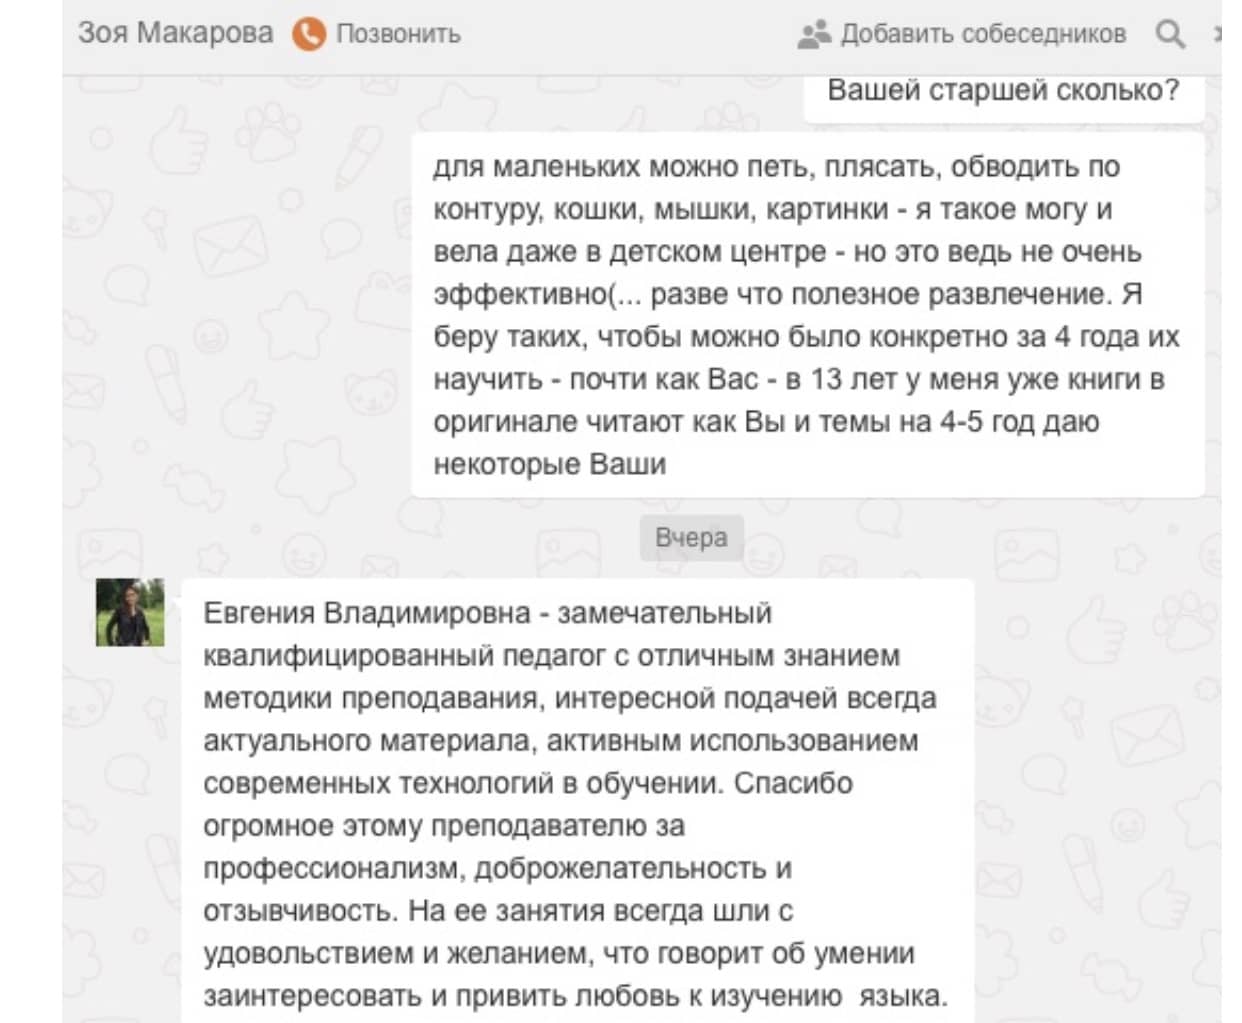 Зоя Макарова Позвонить Добавить собеседников
Вашей старшей сколько?
для маленьких можно петь, плясать, обводить по
контуру, кошки, мышки, картинки - я такое могу и
вела даже в детском центре - но это ведь не очень
эффективно(... разве что полезное развлечение. Я
беру таких, чтобы можно было конкретно за 4 года их
научить - почти как Вас - в 13 лет у меня уже книги в
оригинале читают как Вы и темы на 4-5 год даю
некоторые Ваши
Вчера
Евгения Владимировна - замечательный
квалифицированный педагог с отличным знанием
методики преподавания, интересной подачей всегда
актуального материала, активным использованием
современных технологий в обучении. Спасибо
огромное этому преподавателю за
профессионализм, доброжелательность и
отзывчивость. На ее занятия всегда шли с
удовольствием и желанием, что говорит об умении
заинтересовать и привить любовь к изучению  языка.